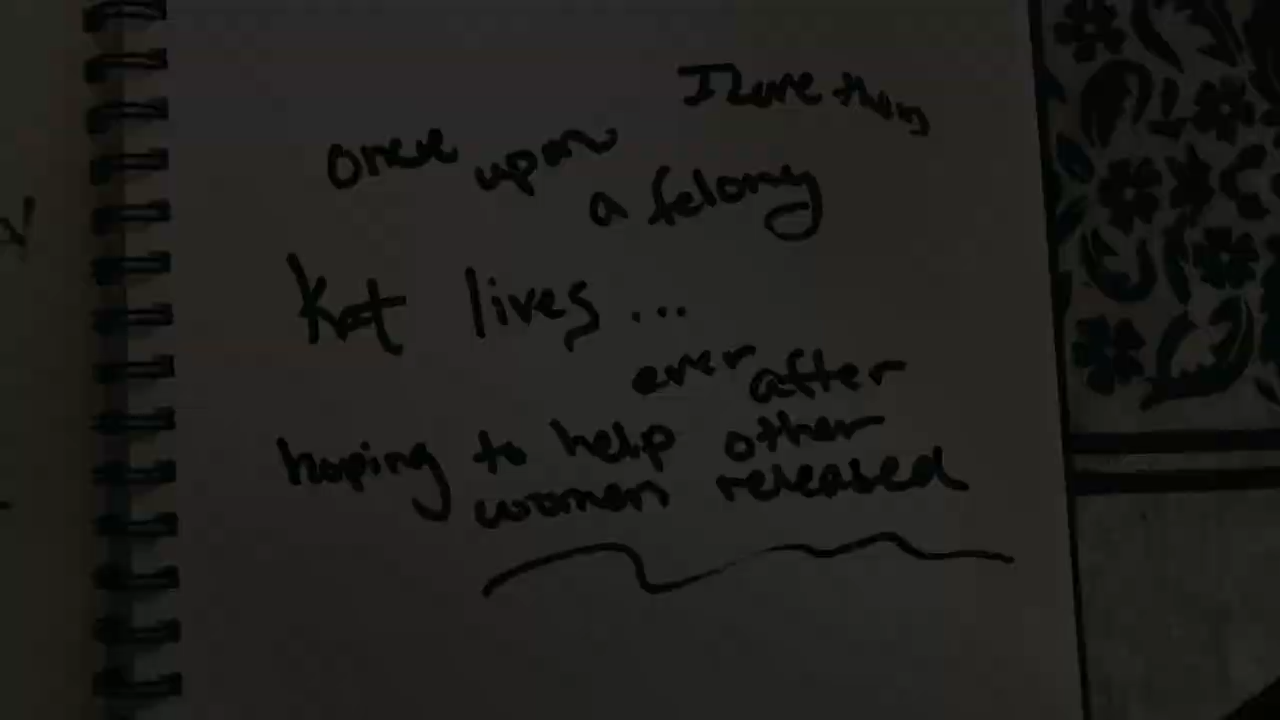 I Love this
once upon
a felony
Kat lives...
ever after
hoping to help other
women released